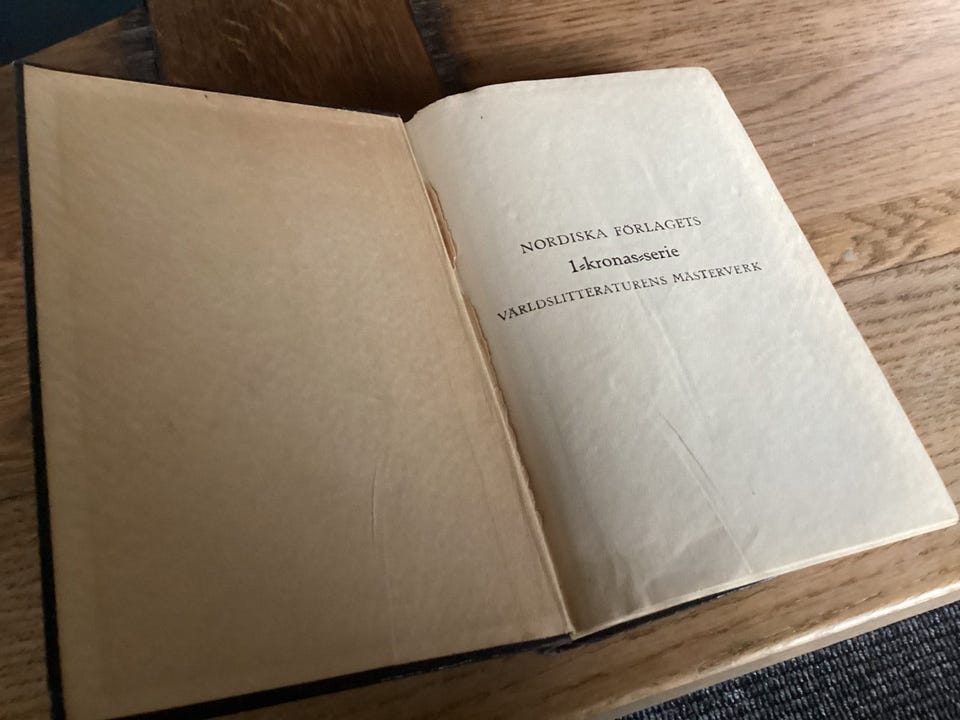 NORDISKA FÖRLAGETS
1-kronas-serie
VÄRLDSLITTERATURENS MÄSTERVERK